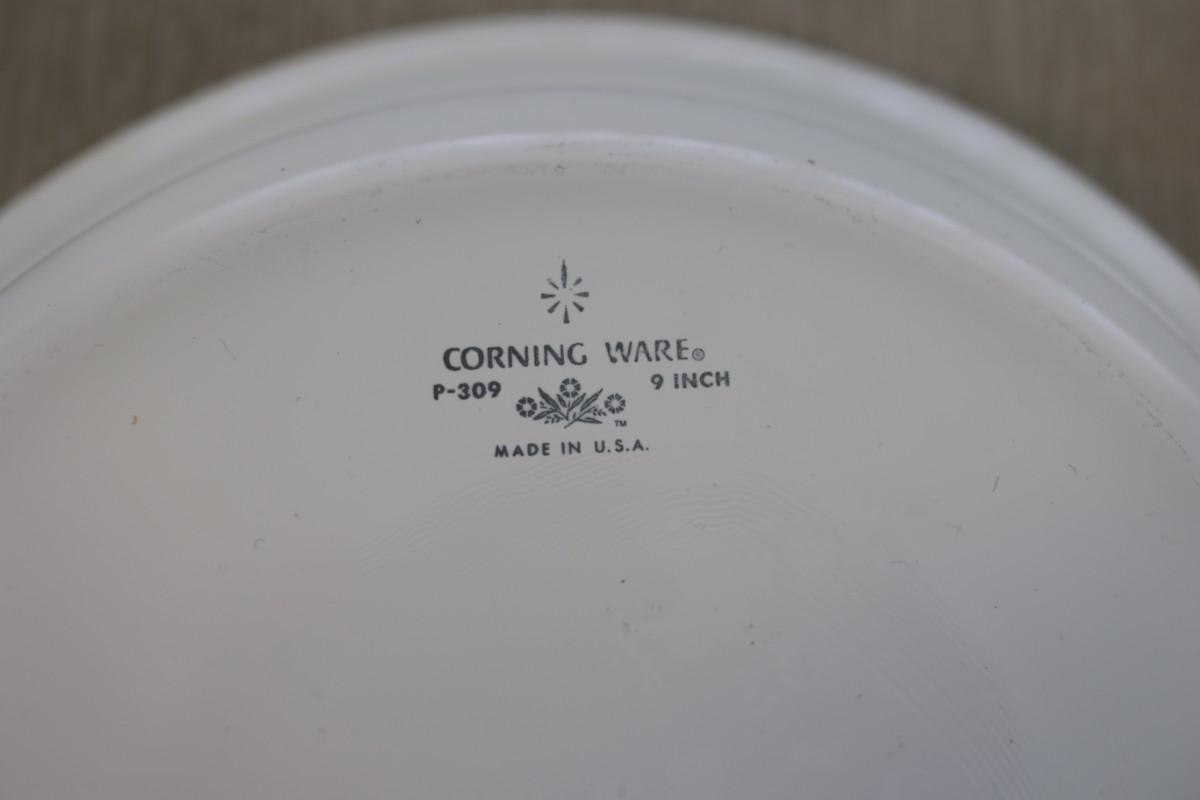 CORNING WARE®
P-309 9 INCH
™
MADE IN U.S.A.